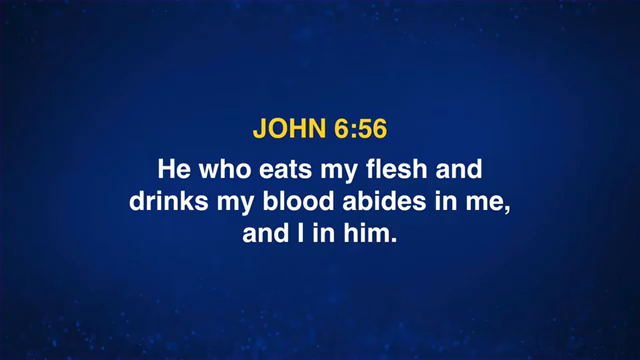 JOHN 6:56
He who eats my flesh and
drinks my blood abides in me,
and I in him.